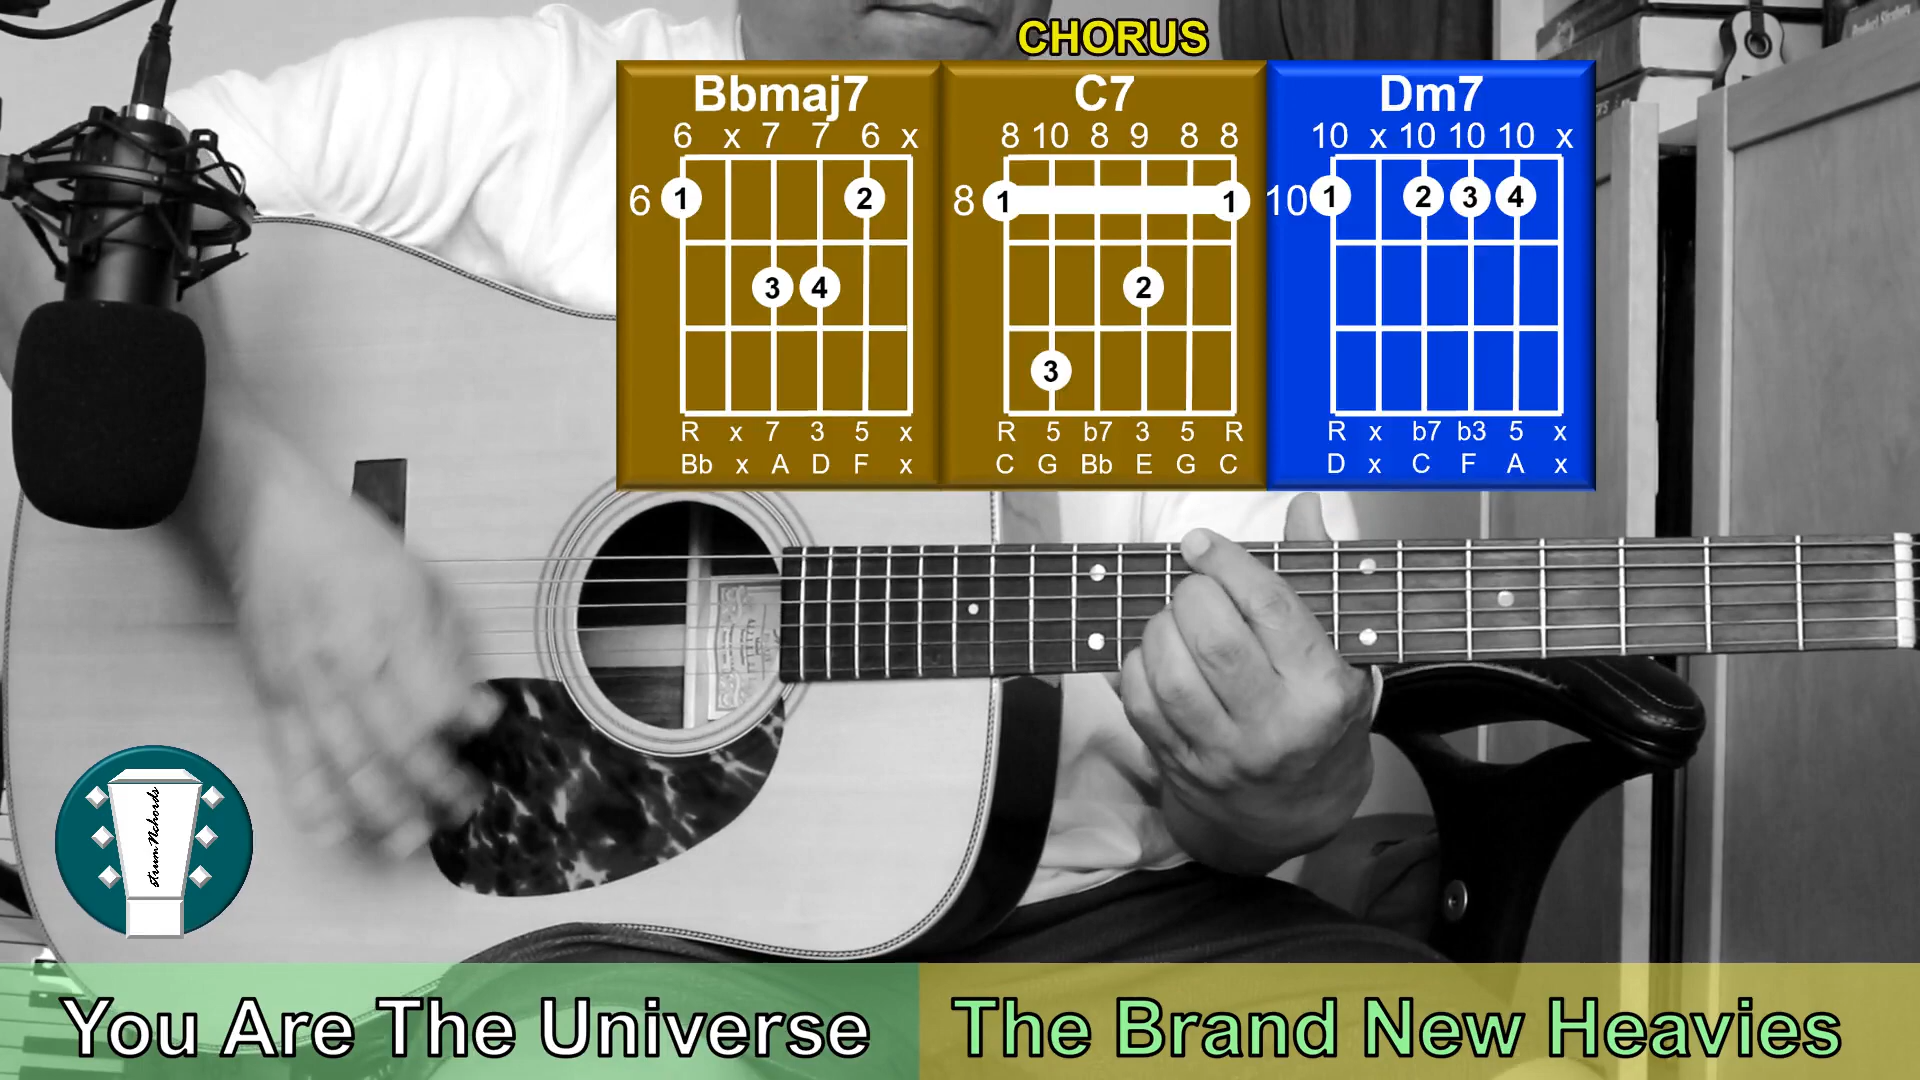 CHORUS
Bbmaj7 C7 Dm7
6 x 7 7 6 x 8 10 8 9 8 8 10 x 10 10 10 x
6 1 2 8 1 1 10 1 2 3 4
3 4 2
3
R x 7 3 5 x R 5 b7 3 5 R R x b7 b3 5 x
Bb x A D F x C G Bb E G C D x C F A x
strumNchords
You Are The Universe The Brand New Heavies